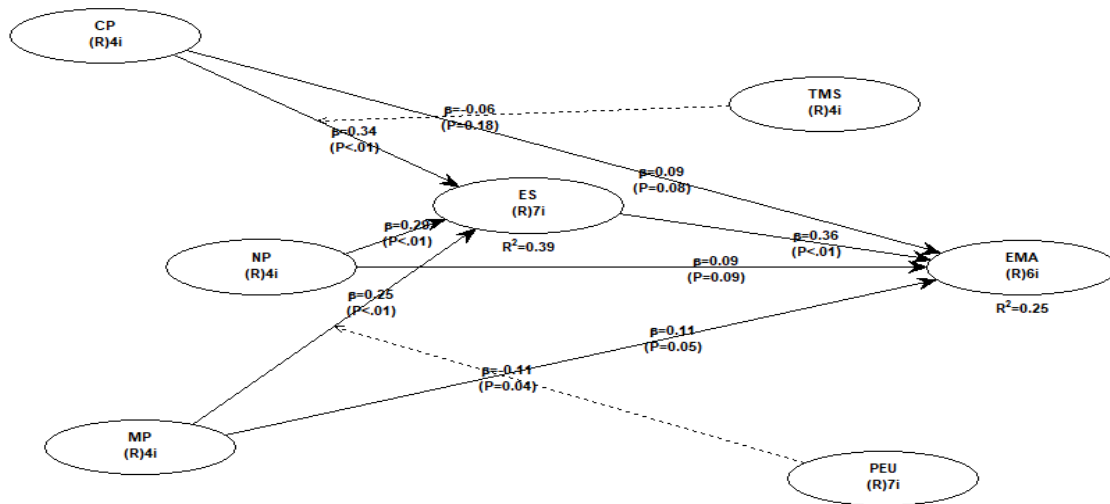 CP
(R)4i
TMS
(R)4i
β=-0.06
(P=0.18)
β=0.34
(P<.01)
β=0.09
(P=0.08)
ES
(R)7i
R²=0.39
β=0.29
(P<.01)
β=0.36
(P<.01)
NP
(R)4i
β=0.09
(P=0.09)
EMA
(R)6i
R²=0.25
β=0.25
(P<.01)
β=0.11
(P=0.05)
β=-0.11
(P=0.04)
MP
(R)4i
PEU
(R)7i